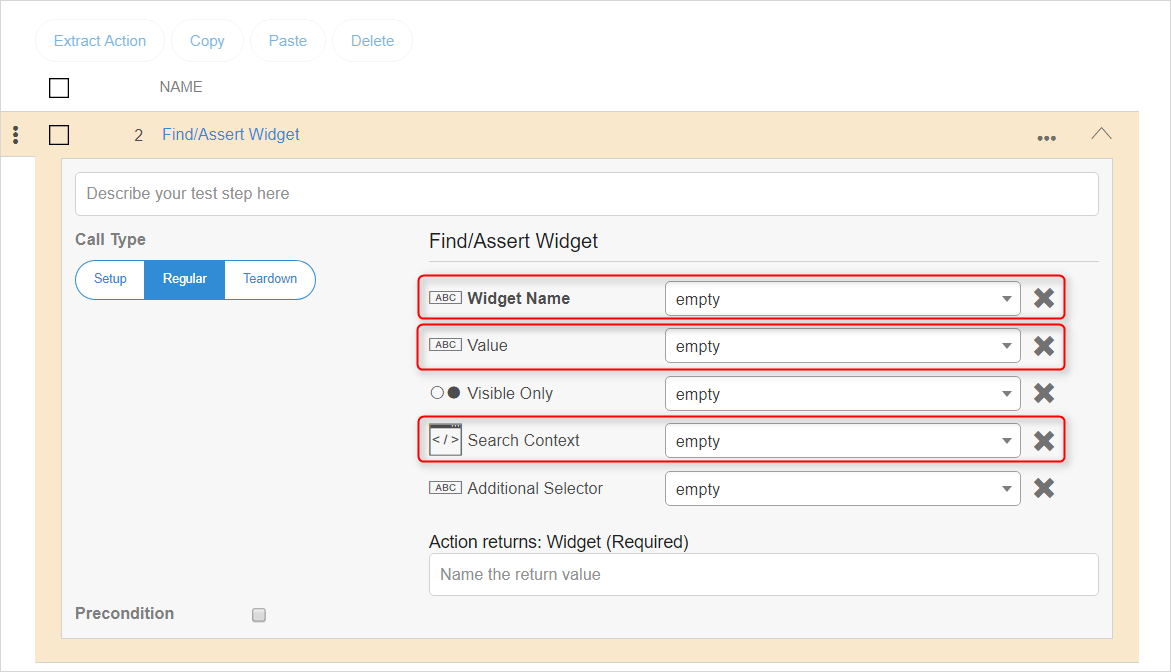 Extract Action Copy Paste Delete
NAME
2 Find/Assert Widget
Describe your test step here
Call Type
Setup Regular Teardown
Find/Assert Widget
ABC Widget Name empty
ABC Value empty
Visible Only empty
</> Search Context empty
ABC Additional Selector empty
Action returns: Widget (Required)
Name the return value
Precondition